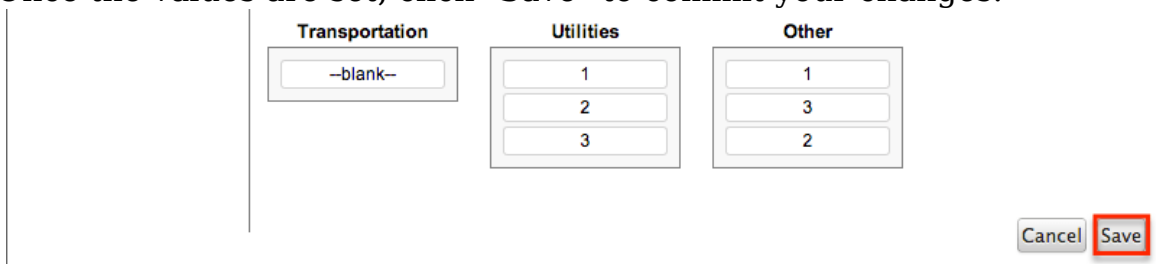 Once the values are set, click "Save" to commit your changes.
Transportation Utilities Other
--blank-- 1 1
2 3
3 2
Cancel Save